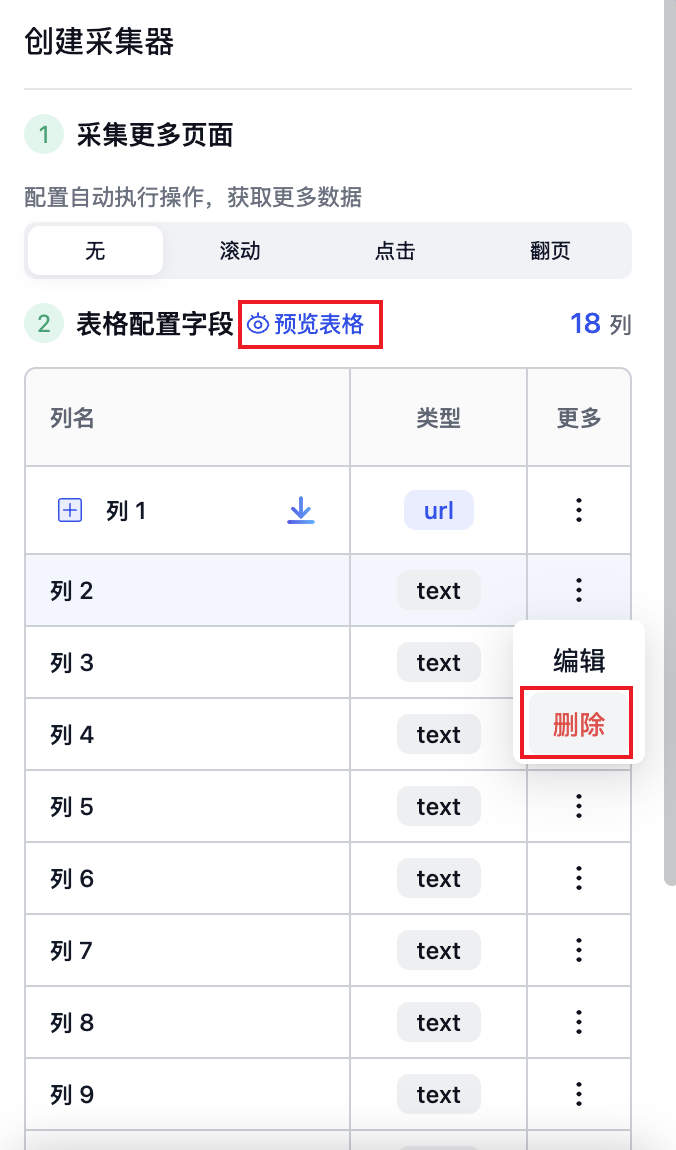 创建采集器
1 采集更多页面
配置自动执行操作，获取更多数据
无 滚动 点击 翻页
2 表格配置字段 预览表格 18 列
列名 类型 更多
列 1 url
列 2 text
编辑
列 3 text
删除
列 4 text
列 5 text
列 6 text
列 7 text
列 8 text
列 9 text